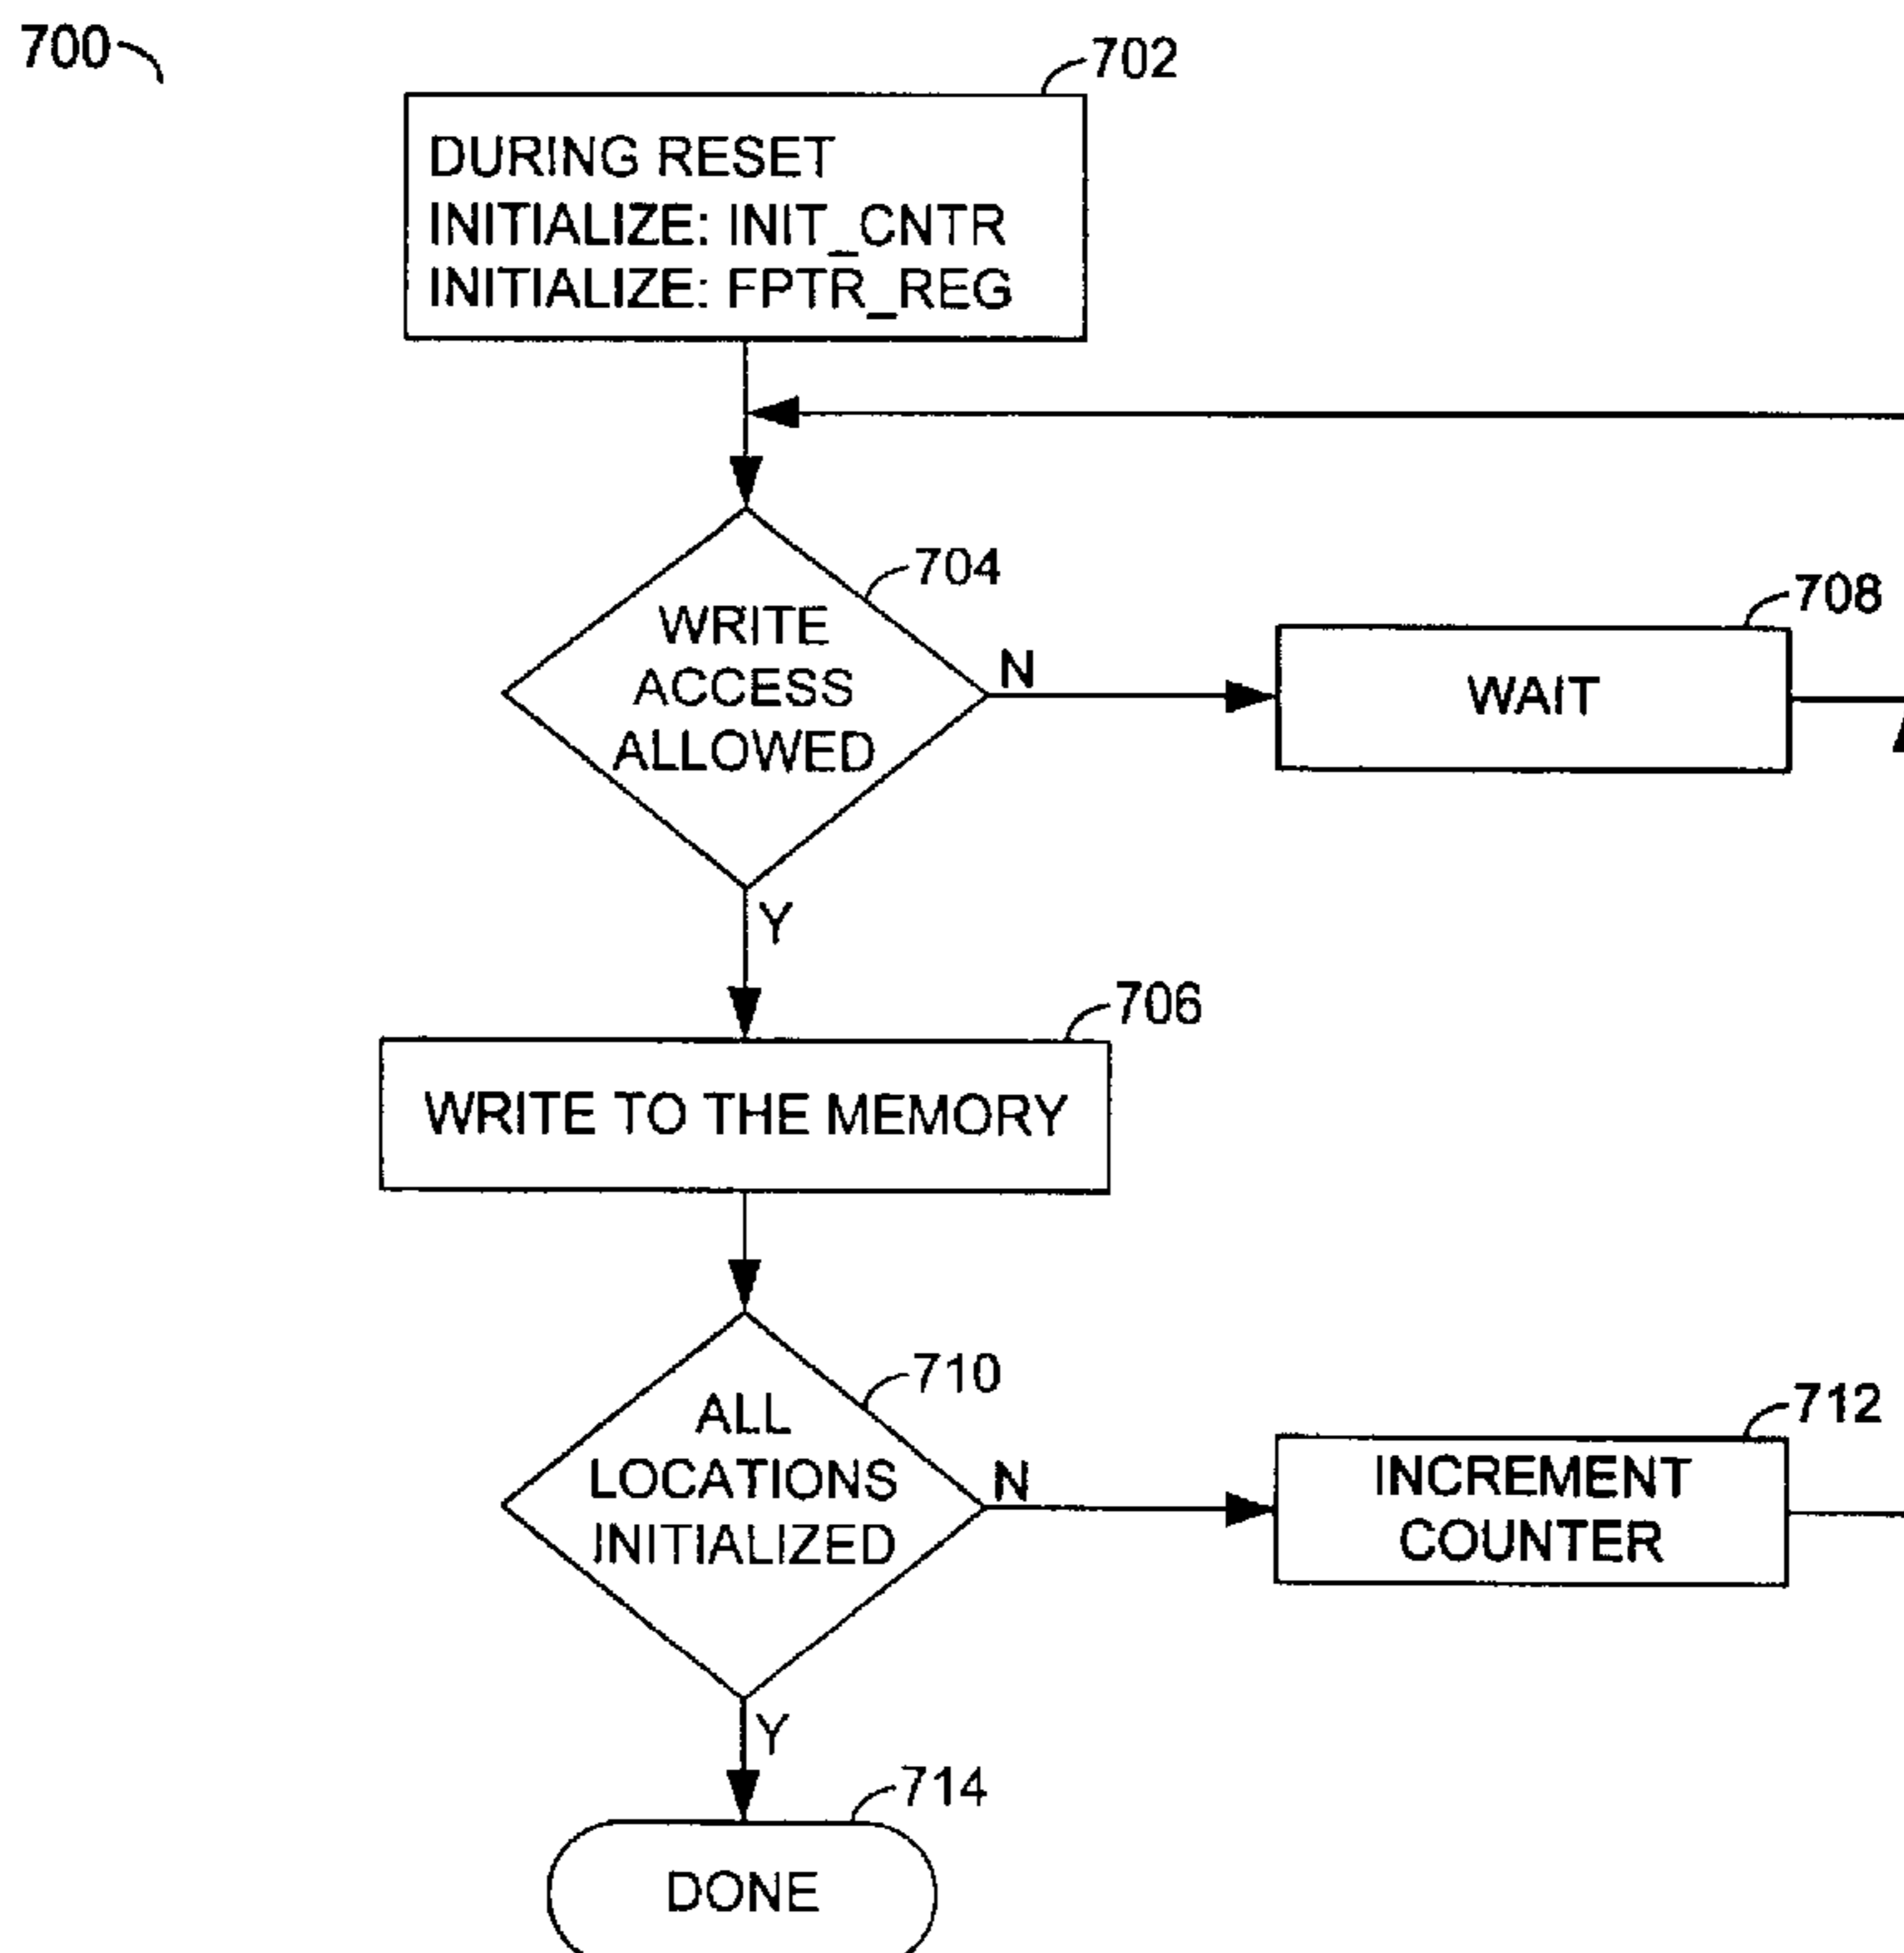 700
702
DURING RESET
INITIALIZE: INIT_CNTR
INITIALIZE: FPTR_REG
704
WRITE
ACCESS
ALLOWED
N
708
WAIT
Y
706
WRITE TO THE MEMORY
710
ALL
LOCATIONS
INITIALIZED
N
712
INCREMENT
COUNTER
Y
714
DONE